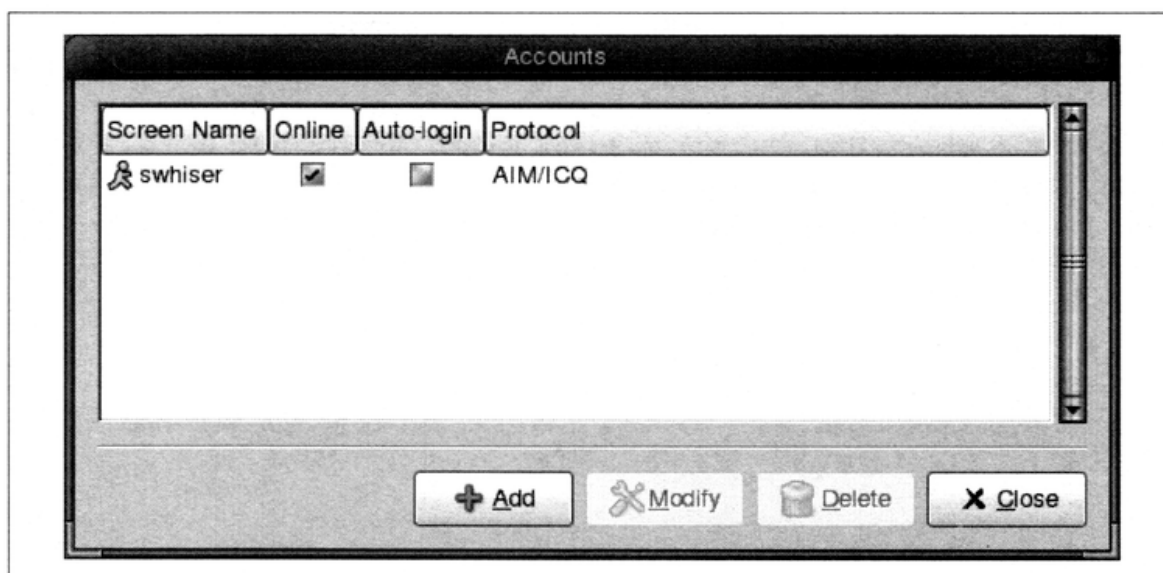 Accounts
Screen Name Online Auto-login Protocol
swhiser AIM/ICQ
Add Modify Delete Close